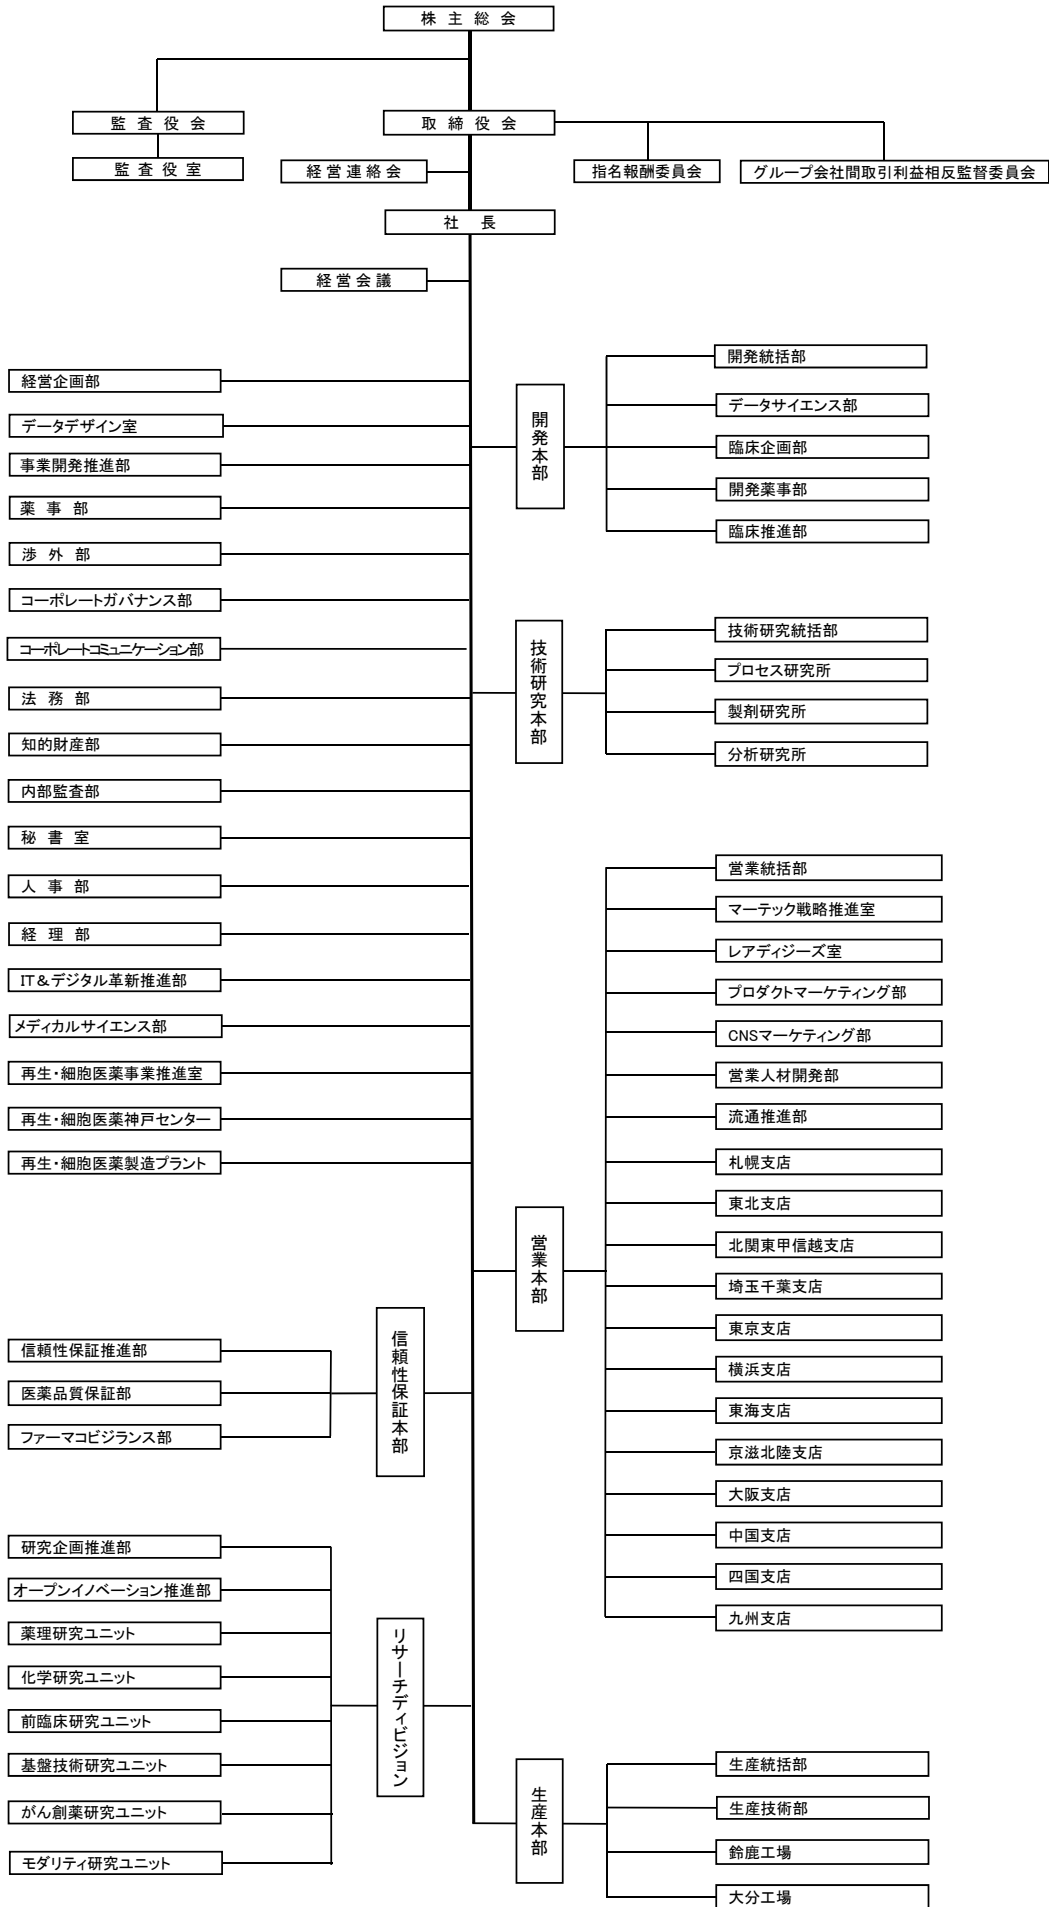 株主総会
監査役会
取締役会
監査役室
経営連絡会
指名報酬委員会
グループ会社間取引利益相反監督委員会
社長
経営会議
経営企画部
データデザイン室
事業開発推進部
薬事部
渉外部
コーポレートガバナンス部
コーポレートコミュニケーション部
法務部
知的財産部
内部監査部
秘書室
人事部
経理部
IT&デジタル革新推進部
メディカルサイエンス部
再生・細胞医薬事業推進室
再生・細胞医薬神戸センター
再生・細胞医薬製造プラント
信頼性保証本部
信頼性保証推進部
医薬品質保証部
ファーマコビジランス部
リサーチディビジョン
研究企画推進部
オープンイノベーション推進部
薬理研究ユニット
化学研究ユニット
前臨床研究ユニット
基盤技術研究ユニット
がん創薬研究ユニット
モダリティ研究ユニット
開発本部
開発統括部
データサイエンス部
臨床企画部
開発薬事部
臨床推進部
技術研究本部
技術研究統括部
プロセス研究所
製剤研究所
分析研究所
営業本部
営業統括部
マーテック戦略推進室
レアディジーズ室
プロダクトマーケティング部
CNSマーケティング部
営業人材開発部
流通推進部
札幌支店
東北支店
北関東甲信越支店
埼玉千葉支店
東京支店
横浜支店
東海支店
京滋北陸支店
大阪支店
中国支店
四国支店
九州支店
生産本部
生産統括部
生産技術部
鈴鹿工場
大分工場